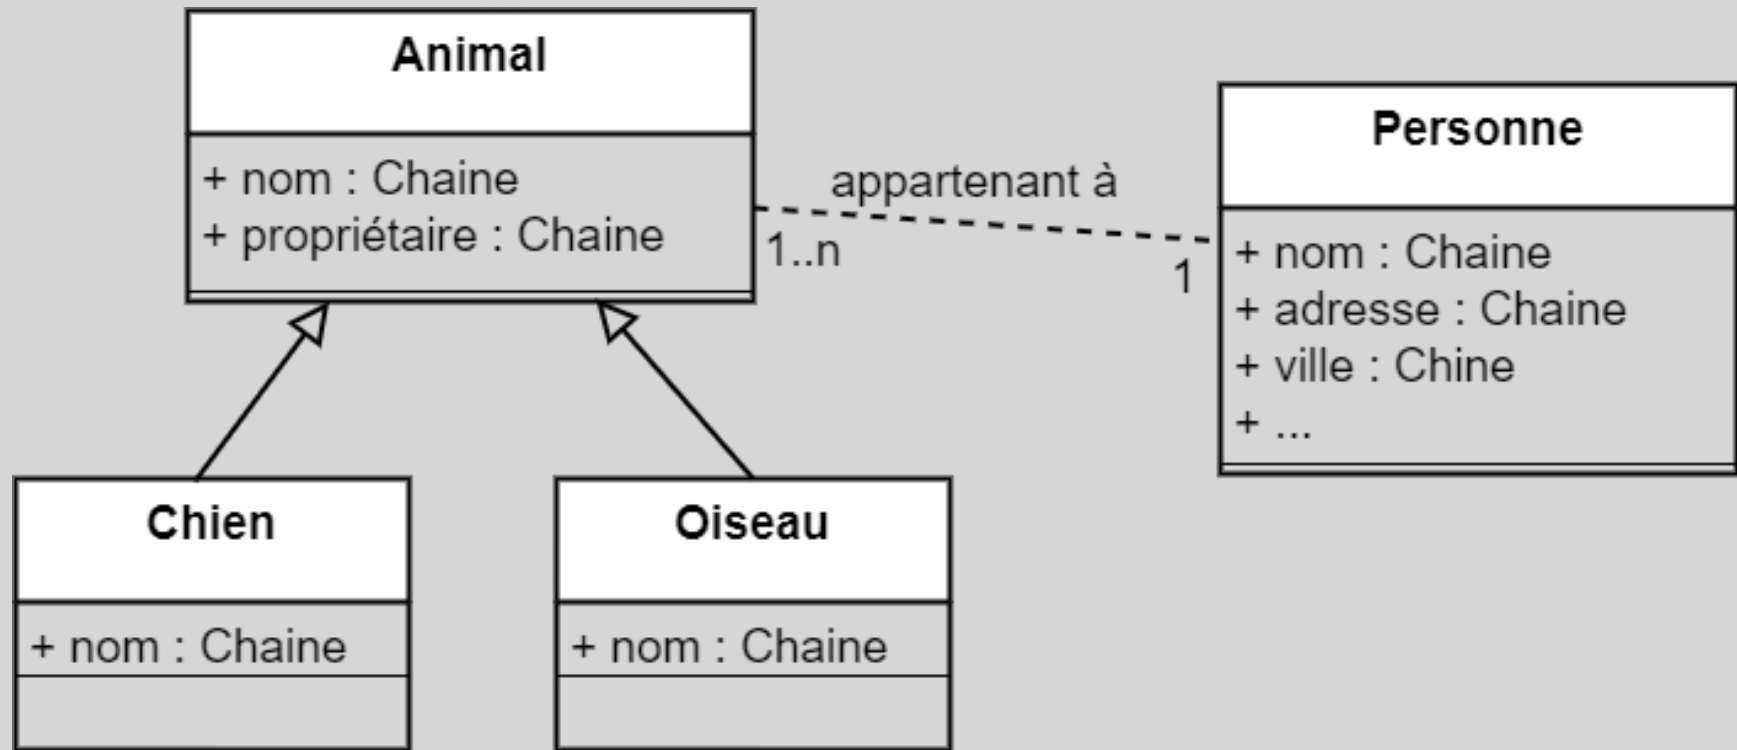 Animal
+ nom : Chaine
+ propriétaire : Chaine
appartenant à
1..n
1
Personne
+ nom : Chaine
+ adresse : Chaine
+ ville : Chine
+ ...
Chien
+ nom : Chaine
Oiseau
+ nom : Chaine